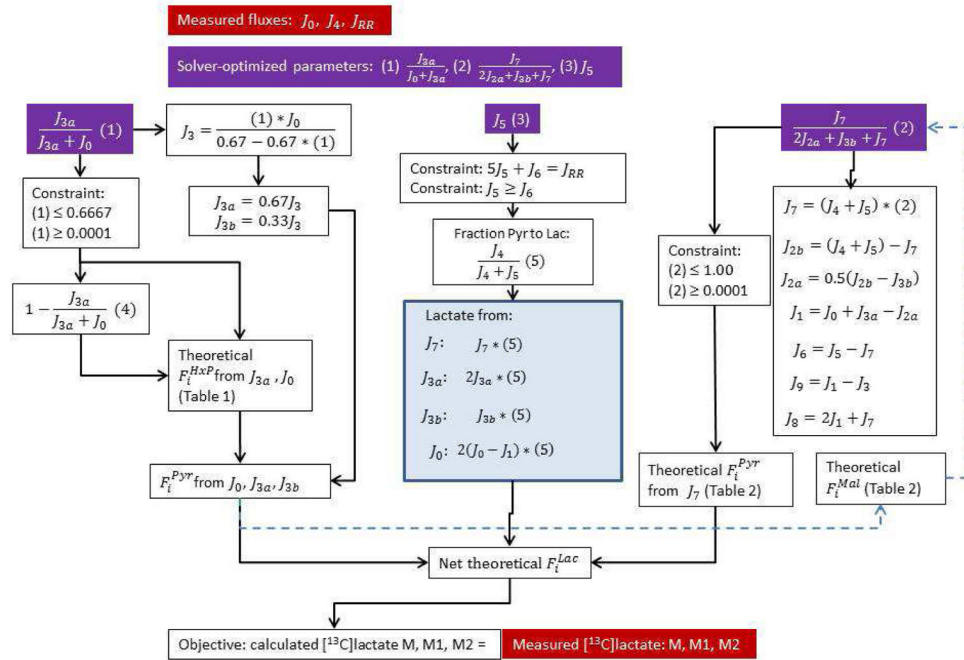 Measured fluxes: J₀, J₄, J_RR
Solver-optimized parameters: (1) J₃ₐ/(J₀+J₃ₐ), (2) J₇/(2J₂ₐ+J₃b+J₇), (3) J₅
J₃ₐ/(J₃ₐ + J₀) (1)
J₃ = ((1) * J₀)/(0.67 − 0.67 * (1))
J₅ (3)
J₇/(2J₂ₐ + J₃b + J₇) (2)
Constraint:
(1) ≤ 0.6667
(1) ≥ 0.0001
J₃ₐ = 0.67J₃
J₃b = 0.33J₃
Constraint: 5J₅ + J₆ = J_RR
Constraint: J₅ ≥ J₆
Fraction Pyr to Lac:
J₄/(J₄ + J₅) (5)
Constraint:
(2) ≤ 1.00
(2) ≥ 0.0001
J₇ = (J₄ + J₅) * (2)
J₂b = (J₄ + J₅) − J₇
J₂ₐ = 0.5(J₂b − J₃b)
J₁ = J₀ + J₃ₐ − J₂ₐ
J₆ = J₅ − J₇
J₉ = J₁ − J₃
J₈ = 2J₁ + J₇
1 − J₃ₐ/(J₃ₐ + J₀) (4)
Theoretical
F_i^HxP from J₃ₐ , J₀
(Table 1)
Lactate from:
J₇: J₇ * (5)
J₃ₐ: 2J₃ₐ * (5)
J₃b: J₃b * (5)
J₀: 2(J₀ − J₁) * (5)
F_i^Pyr from J₀, J₃ₐ, J₃b
Theoretical F_i^Pyr
from J₇ (Table 2)
Theoretical
F_i^Mal (Table 2)
Net theoretical F_i^Lac
Objective: calculated [¹³C]lactate M, M1, M2 =
Measured [¹³C]lactate: M, M1, M2